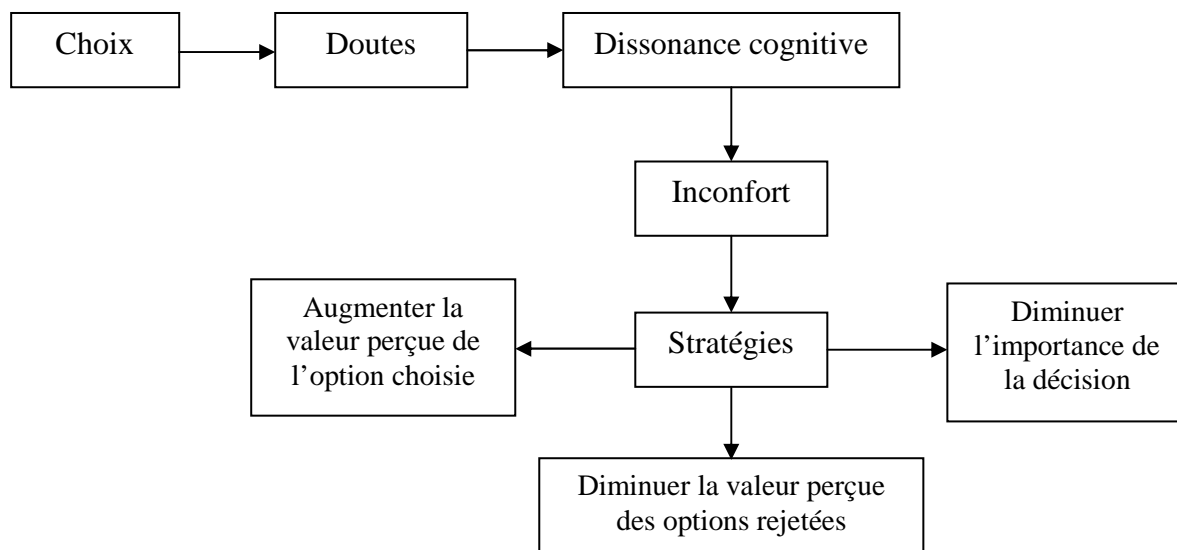 Choix
Doutes
Dissonance cognitive
Inconfort
Augmenter la
valeur perçue de
l’option choisie
Stratégies
Diminuer
l’importance de
la décision
Diminuer la valeur perçue
des options rejetées